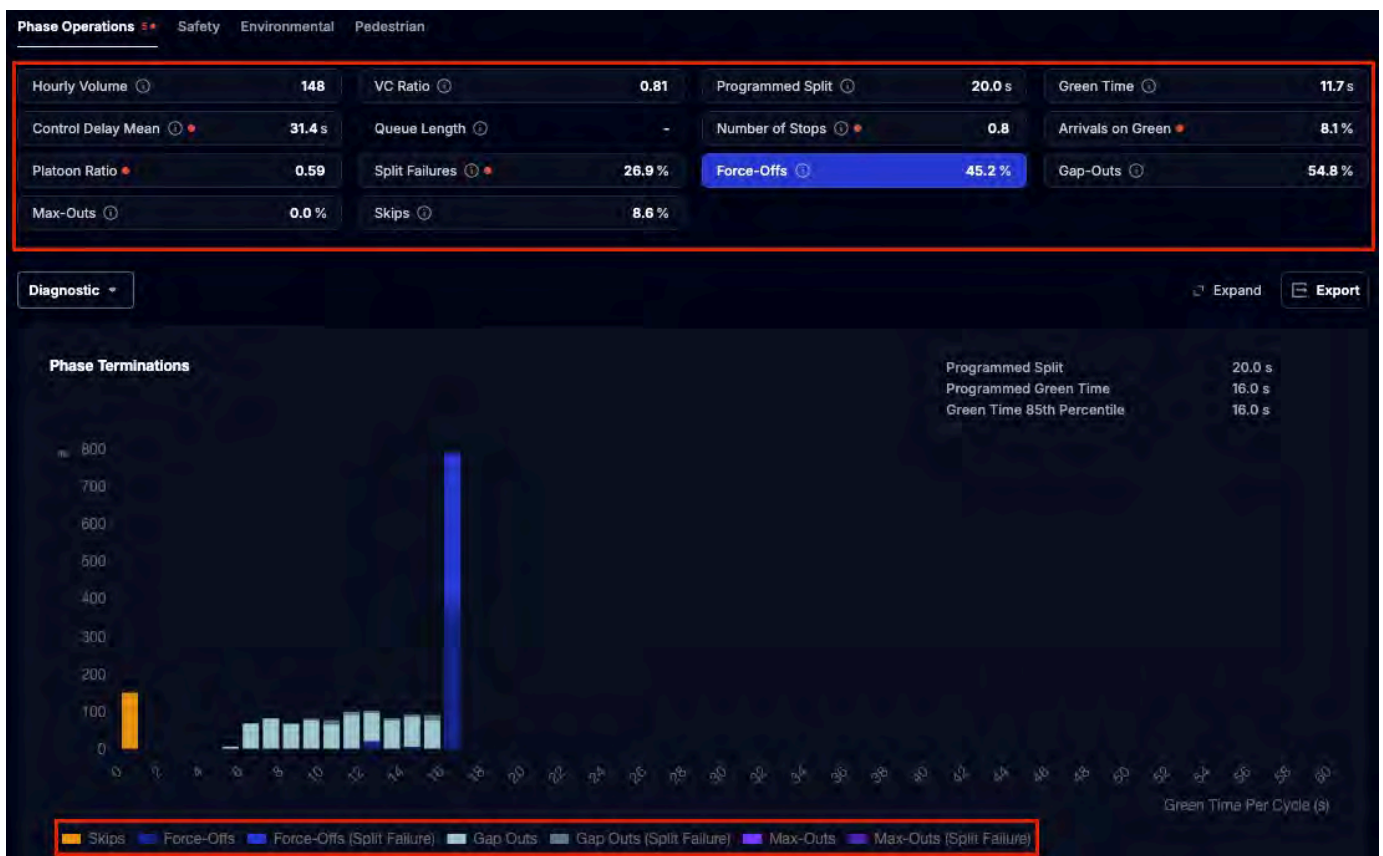 Phase Operations 5 Safety Environmental Pedestrian
Hourly Volume 148 VC Ratio 0.81 Programmed Split 20.0 s Green Time 11.7 s
Control Delay Mean 31.4 s Queue Length - Number of Stops 0.8 Arrivals on Green 8.1 %
Platoon Ratio 0.59 Split Failures 26.9 % Force-Offs 45.2 % Gap-Outs 54.8 %
Max-Outs 0.0 % Skips 8.6 %
Diagnostic Expand Export
Phase Terminations
Programmed Split 20.0 s
Programmed Green Time 16.0 s
Green Time 85th Percentile 16.0 s
800
700
600
500
400
300
200
100
0
0 2 4 6 8 10 12 14 16 18 20 22 24 26 28 30 32 34 36 38 40 42 44 46 48 50 52 54 56 58 60
Green Time Per Cycle (s)
Skips Force-Offs Force-Offs (Split Failure) Gap Outs Gap Outs (Split Failure) Max-Outs Max-Outs (Split Failure)